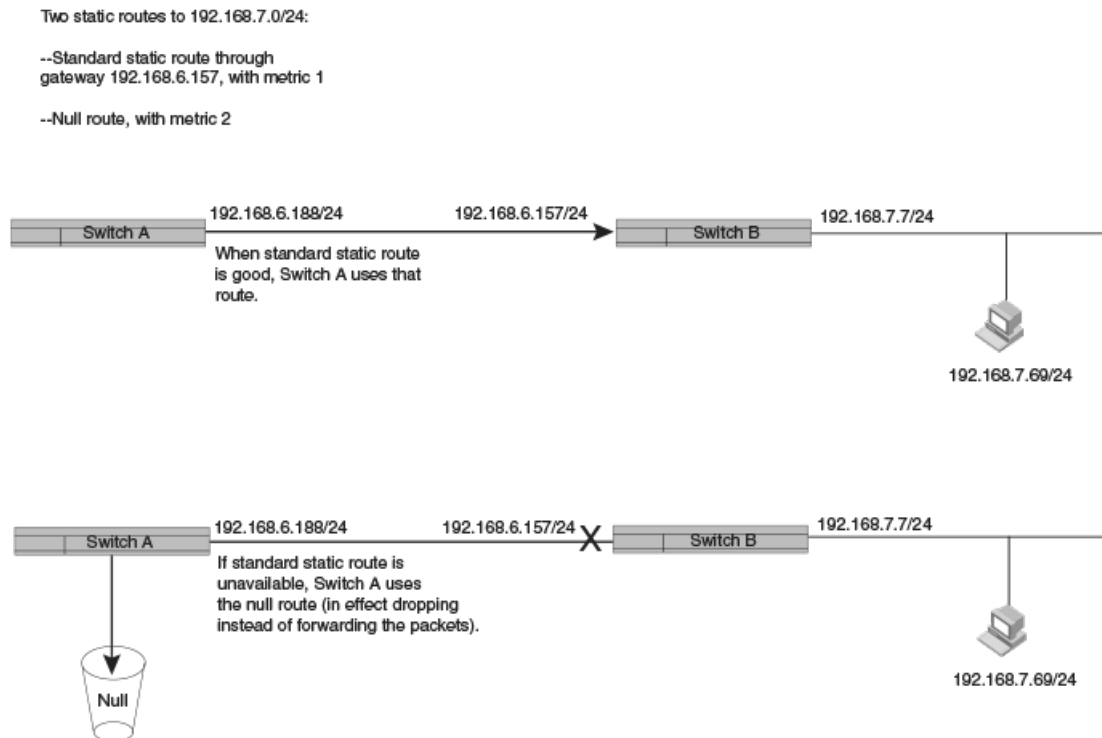 Two static routes to 192.168.7.0/24:
--Standard static route through
gateway 192.168.6.157, with metric 1
--Null route, with metric 2
192.168.6.188/24
192.168.6.157/24
192.168.7.7/24
Switch A
Switch B
When standard static route
is good, Switch A uses that
route.
192.168.7.69/24
192.168.6.188/24
192.168.6.157/24
192.168.7.7/24
X
Switch A
Switch B
If standard static route is
unavailable, Switch A uses
the null route (in effect dropping
instead of forwarding the packets).
192.168.7.69/24
Null